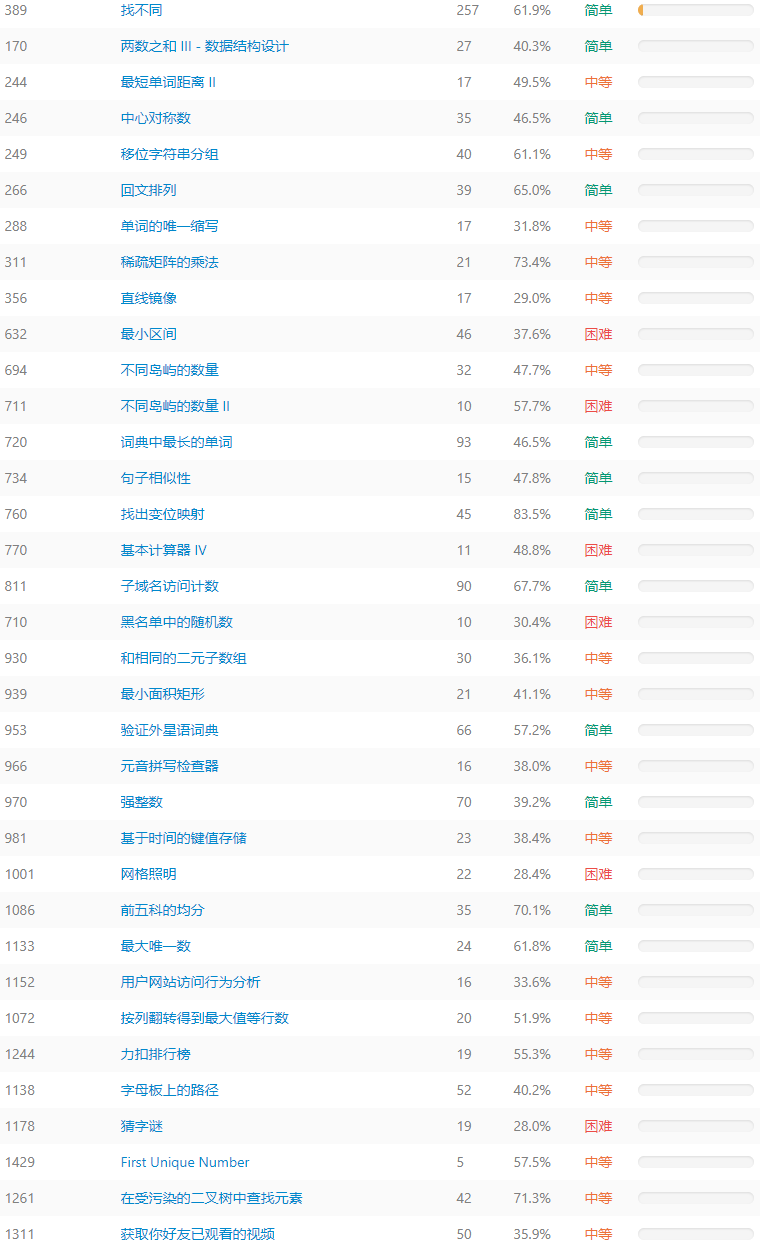 389 找不同 257 61.9% 简单
170 两数之和 III - 数据结构设计 27 40.3% 简单
244 最短单词距离 II 17 49.5% 中等
246 中心对称数 35 46.5% 简单
249 移位字符串分组 40 61.1% 中等
266 回文排列 39 65.0% 简单
288 单词的唯一缩写 17 31.8% 中等
311 稀疏矩阵的乘法 21 73.4% 中等
356 直线镜像 17 29.0% 中等
632 最小区间 46 37.6% 困难
694 不同岛屿的数量 32 47.7% 中等
711 不同岛屿的数量 II 10 57.7% 困难
720 词典中最长的单词 93 46.5% 简单
734 句子相似性 15 47.8% 简单
760 找出变位映射 45 83.5% 简单
770 基本计算器 IV 11 48.8% 困难
811 子域名访问计数 90 67.7% 简单
710 黑名单中的随机数 10 30.4% 困难
930 和相同的二元子数组 30 36.1% 中等
939 最小面积矩形 21 41.1% 中等
953 验证外星语词典 66 57.2% 简单
966 元音拼写检查器 16 38.0% 中等
970 强整数 70 39.2% 简单
981 基于时间的键值存储 23 38.4% 中等
1001 网格照明 22 28.4% 困难
1086 前五科的均分 35 70.1% 简单
1133 最大唯一数 24 61.8% 简单
1152 用户网站访问行为分析 16 33.6% 中等
1072 按列翻转得到最大值等行数 20 51.9% 中等
1244 力扣排行榜 19 55.3% 中等
1138 字母板上的路径 52 40.2% 中等
1178 猜字谜 19 28.0% 困难
1429 First Unique Number 5 57.5% 中等
1261 在受污染的二叉树中查找元素 42 71.3% 中等
1311 获取你好友已观看的视频 50 35.9% 中等